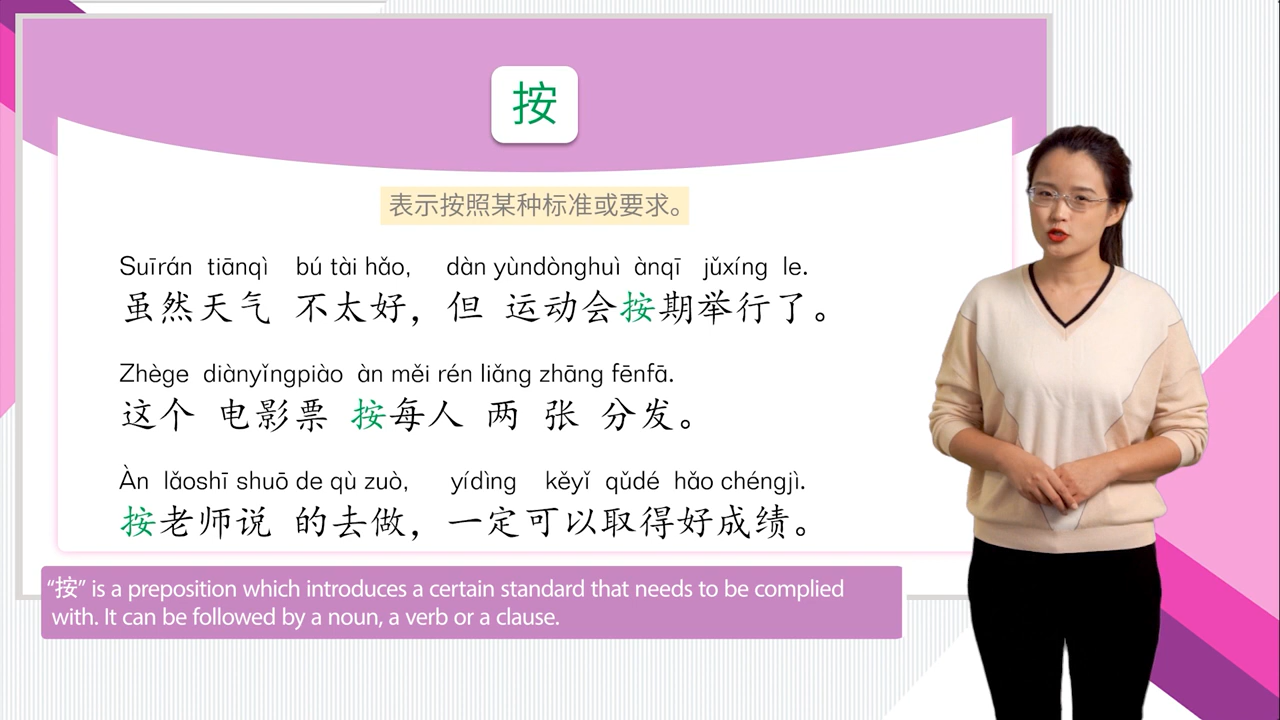 按
表示按照某种标准或要求。
Suīrán tiānqì bú tài hǎo, dàn yùndònghuì ànqī jǔxíng le.
虽然天气 不太好，但 运动会按期举行了。
Zhège diànyǐngpiào àn měi rén liǎng zhāng fēnfā.
这个 电影票 按每人 两 张 分发。
Àn lǎoshī shuō de qù zuò, yídìng kěyǐ qǔdé hǎo chéngjì.
按老师说 的去做，一定可以取得好成绩。
“按” is a preposition which introduces a certain standard that needs to be complied
with. It can be followed by a noun, a verb or a clause.